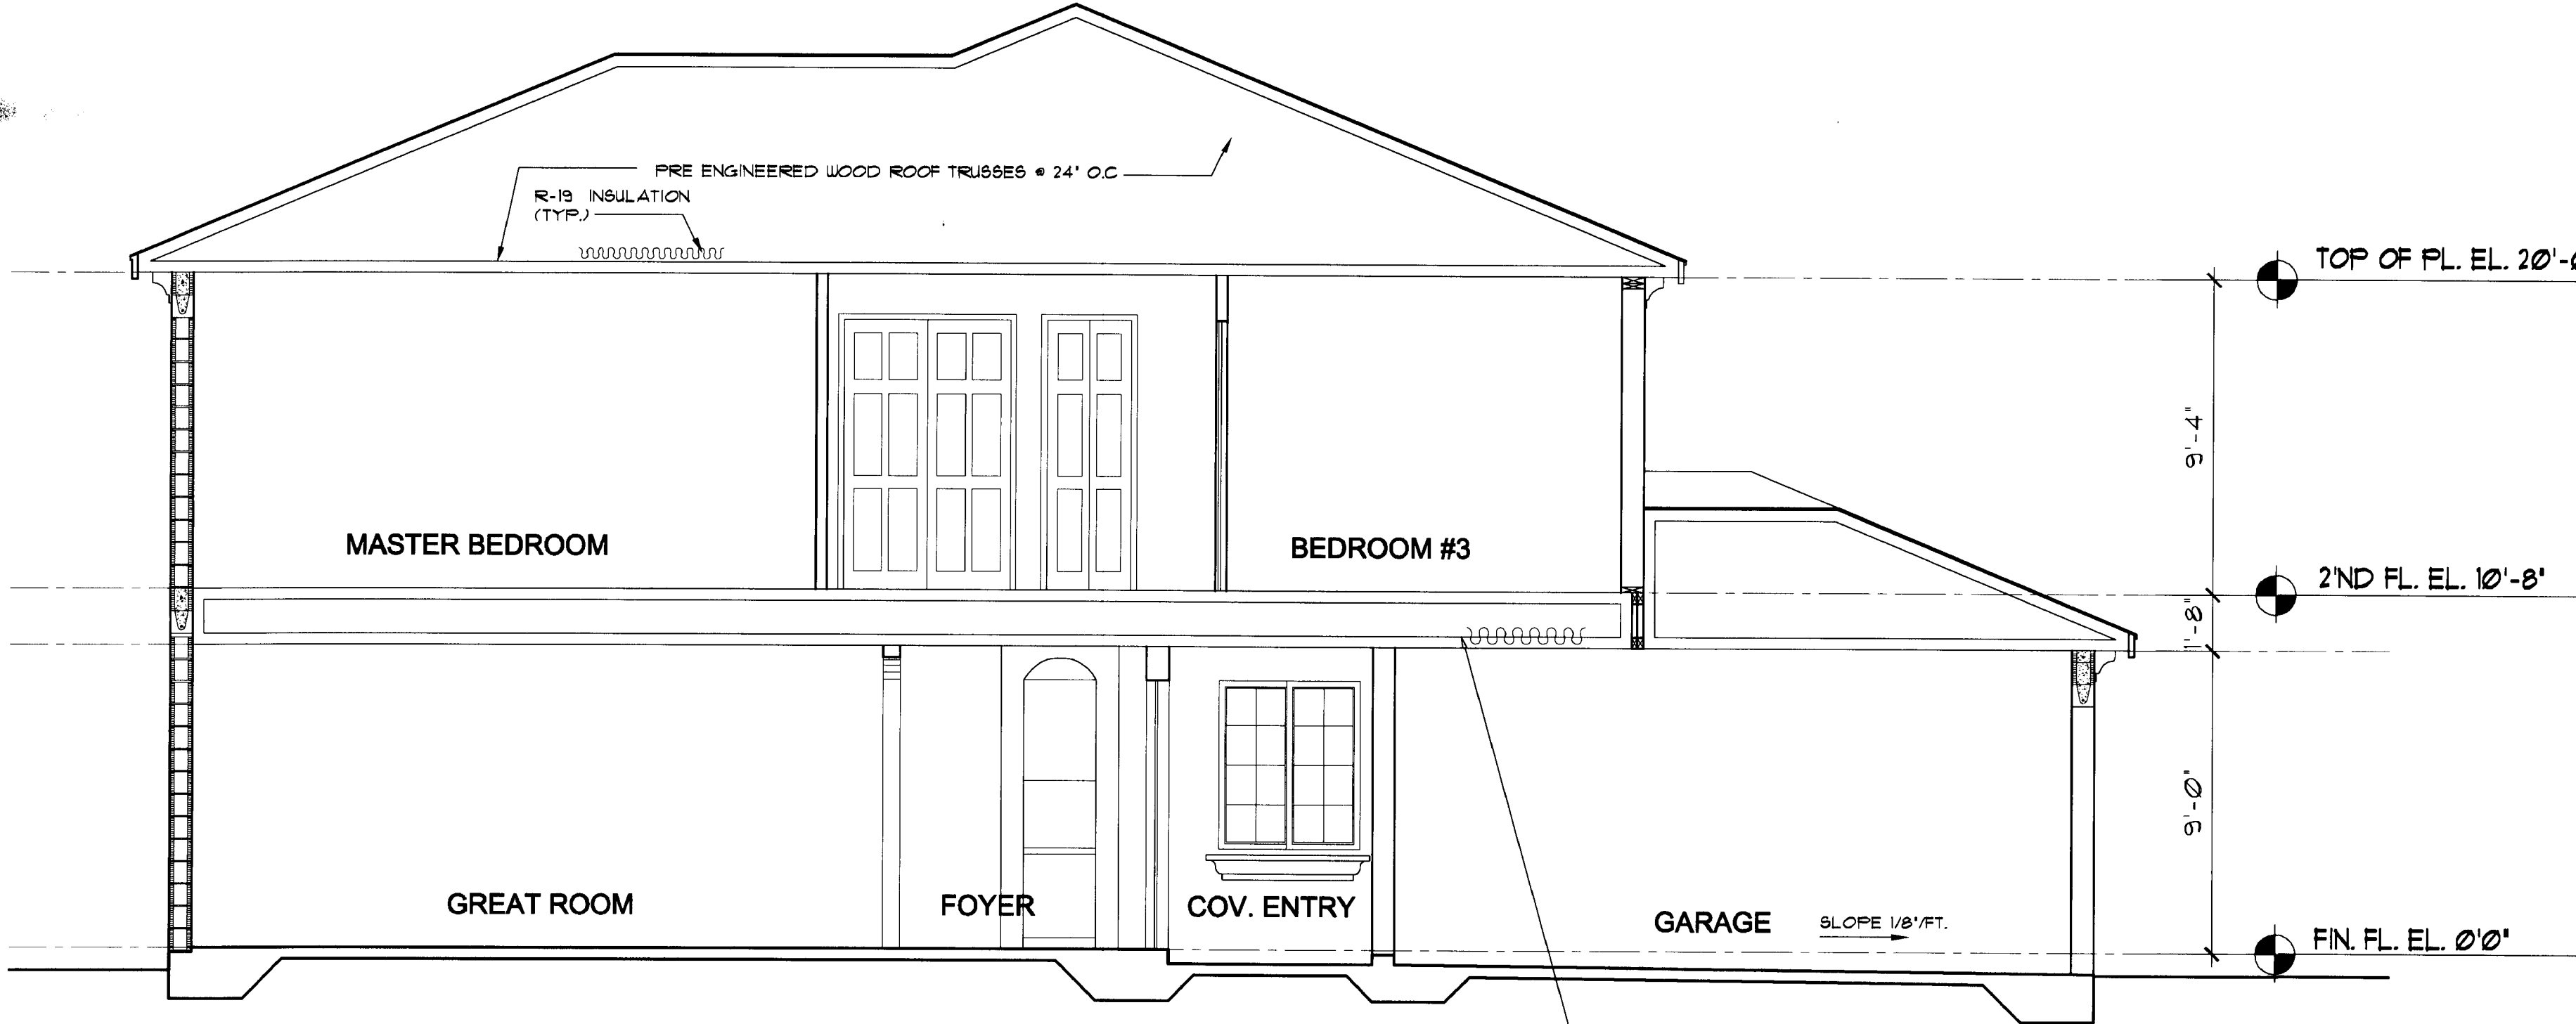 PRE ENGINEERED WOOD ROOF TRUSSES @ 24" O.C
R-19 INSULATION
(TYP.)
TOP OF PL. EL. 20'-
9'-4"
MASTER BEDROOM
BEDROOM #3
2'ND FL. EL. 10'-8"
1'-8"
9'-0"
GREAT ROOM
FOYER
COV. ENTRY
GARAGE
SLOPE 1/8"/FT.
FIN. FL. EL. 0'0"